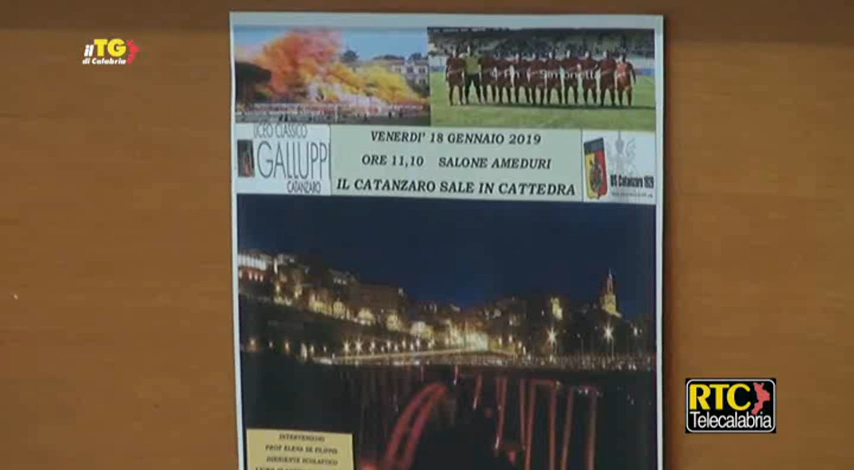 il TG
di Calabria
Simonetta
LICEO CLASSICO
GALLUPPI
CATANZARO
VENERDI' 18 GENNAIO 2019
ORE 11,10 SALONE AMEDURI
IL CATANZARO SALE IN CATTEDRA
US Catanzaro 1929
INTERVENGONO
PROF ELENA DE FILIPPIS
DIRIGENTE SCOLASTICO
RTC
Telecalabria